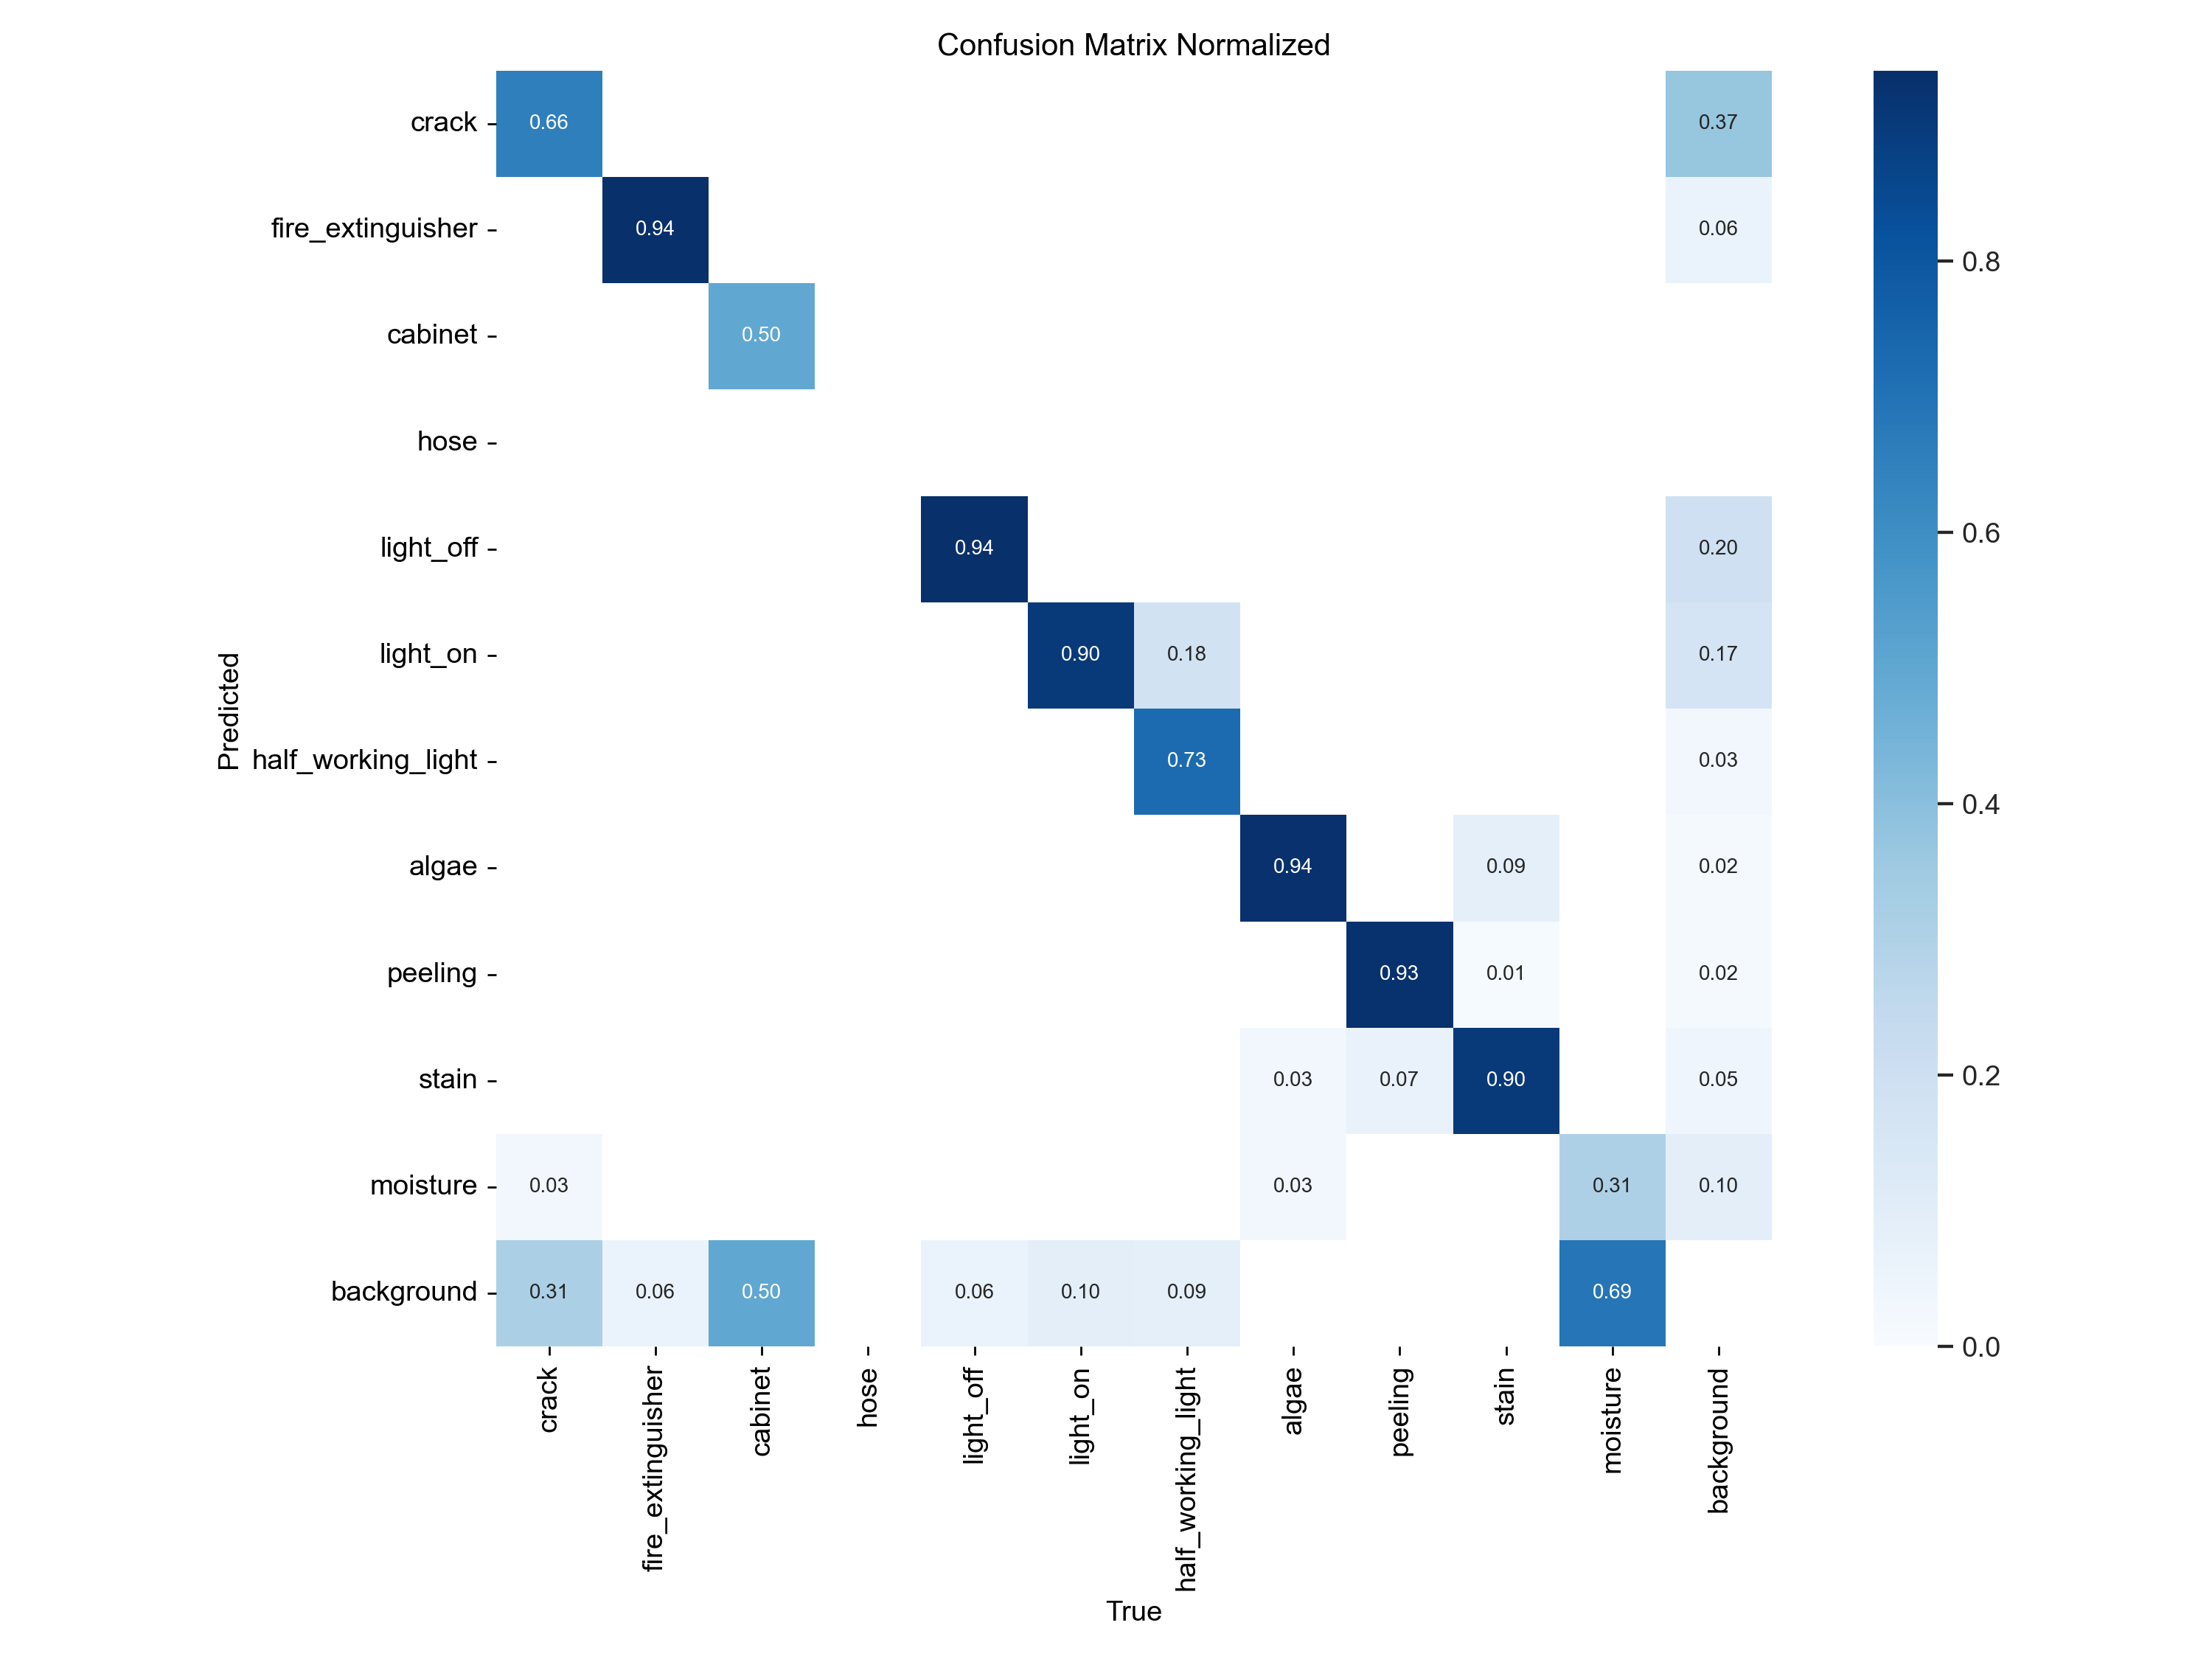 Confusion Matrix Normalized
crack 0.66 0.37
fire_extinguisher 0.94 0.06
0.8
cabinet 0.50
hose
light_off 0.94 0.20
0.6
light_on 0.90 0.18 0.17
Predicted
half_working_light 0.73 0.03
0.4
algae 0.94 0.09 0.02
peeling 0.93 0.01 0.02
stain 0.03 0.07 0.90 0.05
0.2
moisture 0.03 0.03 0.31 0.10
background 0.31 0.06 0.50 0.06 0.10 0.09 0.69
0.0
crack
fire_extinguisher
cabinet
hose
light_off
light_on
half_working_light
algae
peeling
stain
moisture
background
True